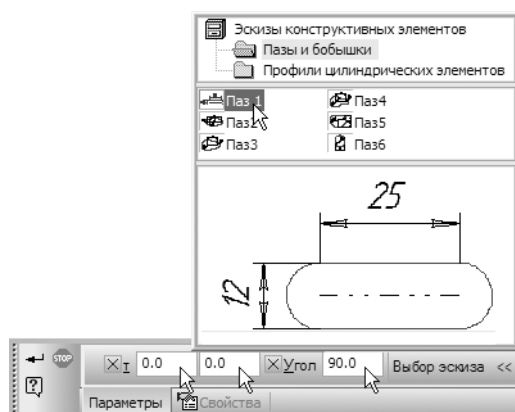 Эскизы конструктивных элементов
Пазы и бобышки
Профили цилиндрических элементов
Паз 1 Паз4
Паз2 Паз5
Паз3 Паз6
25
12
STOP
т 0.0 0.0 Угол 90.0 Выбор эскиза <<
Параметры Свойства